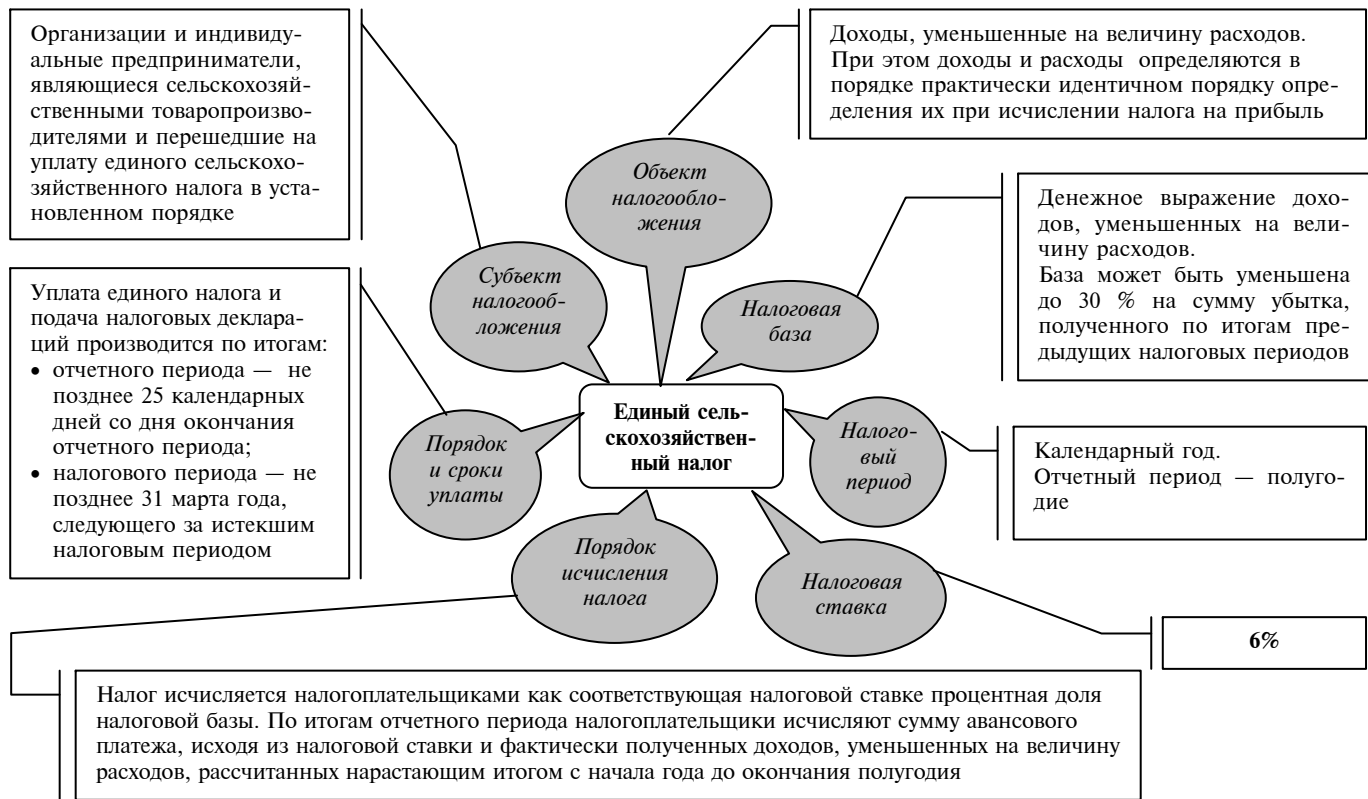 Организации и индивиду-
альные предприниматели,
являющиеся сельскохозяй-
ственными товаропроизво-
дителями и перешедшие на
уплату единого сельскохо-
зяйственного налога в уста-
новленном порядке
Доходы, уменьшенные на величину расходов.
При этом доходы и расходы определяются в
порядке практически идентичном порядку опре-
деления их при исчислении налога на прибыль
Объект
налогообло-
жения
Денежное выражение дохо-
дов, уменьшенных на вели-
чину расходов.
База может быть уменьшена
до 30 % на сумму убытка,
полученного по итогам пре-
дыдущих налоговых периодов
Субъект
налогооб-
ложения
Налоговая
база
Уплата единого налога и
подача налоговых деклара-
ций производится по итогам:
• отчетного периода — не
позднее 25 календарных
дней со дня окончания
отчетного периода;
• налогового периода — не
позднее 31 марта года,
следующего за истекшим
налоговым периодом
Единый сель-
скохозяйствен-
ный налог
Порядок
и сроки
уплаты
Налого-
вый
период
Календарный год.
Отчетный период — полуго-
дие
Порядок
исчисления
налога
Налоговая
ставка
6%
Налог исчисляется налогоплательщиками как соответствующая налоговой ставке процентная доля
налоговой базы. По итогам отчетного периода налогоплательщики исчисляют сумму авансового
платежа, исходя из налоговой ставки и фактически полученных доходов, уменьшенных на величину
расходов, рассчитанных нарастающим итогом с начала года до окончания полугодия